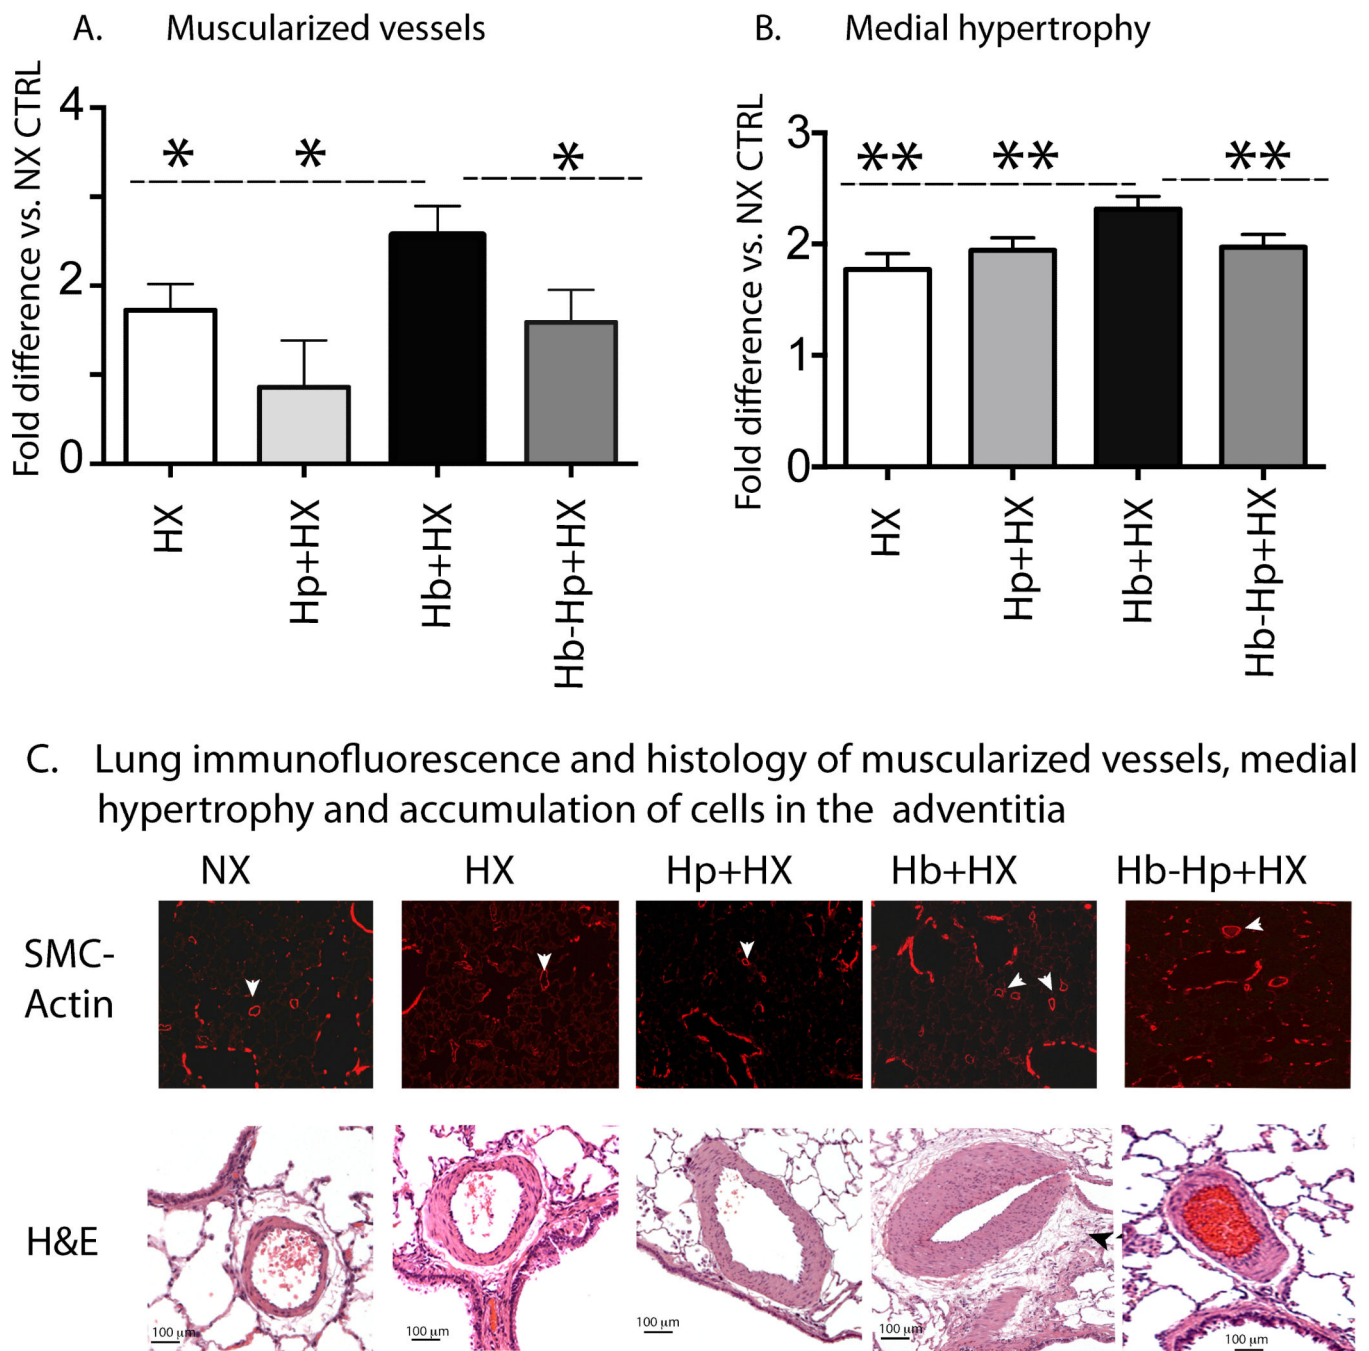 A. Muscularized vessels
Fold difference vs. NX CTRL
4
2
0
* * *
HX
Hp+HX
Hb+HX
Hb-Hp+HX
B. Medial hypertrophy
Fold difference vs. NX CTRL
3
2
1
0
** ** **
HX
Hp+HX
Hb+HX
Hb-Hp+HX
C. Lung immunofluorescence and histology of muscularized vessels, medial
hypertrophy and accumulation of cells in the adventitia
NX HX Hp+HX Hb+HX Hb-Hp+HX
SMC-
Actin
H&E
100 µm 100 µm 100 µm 100 µm 100 µm